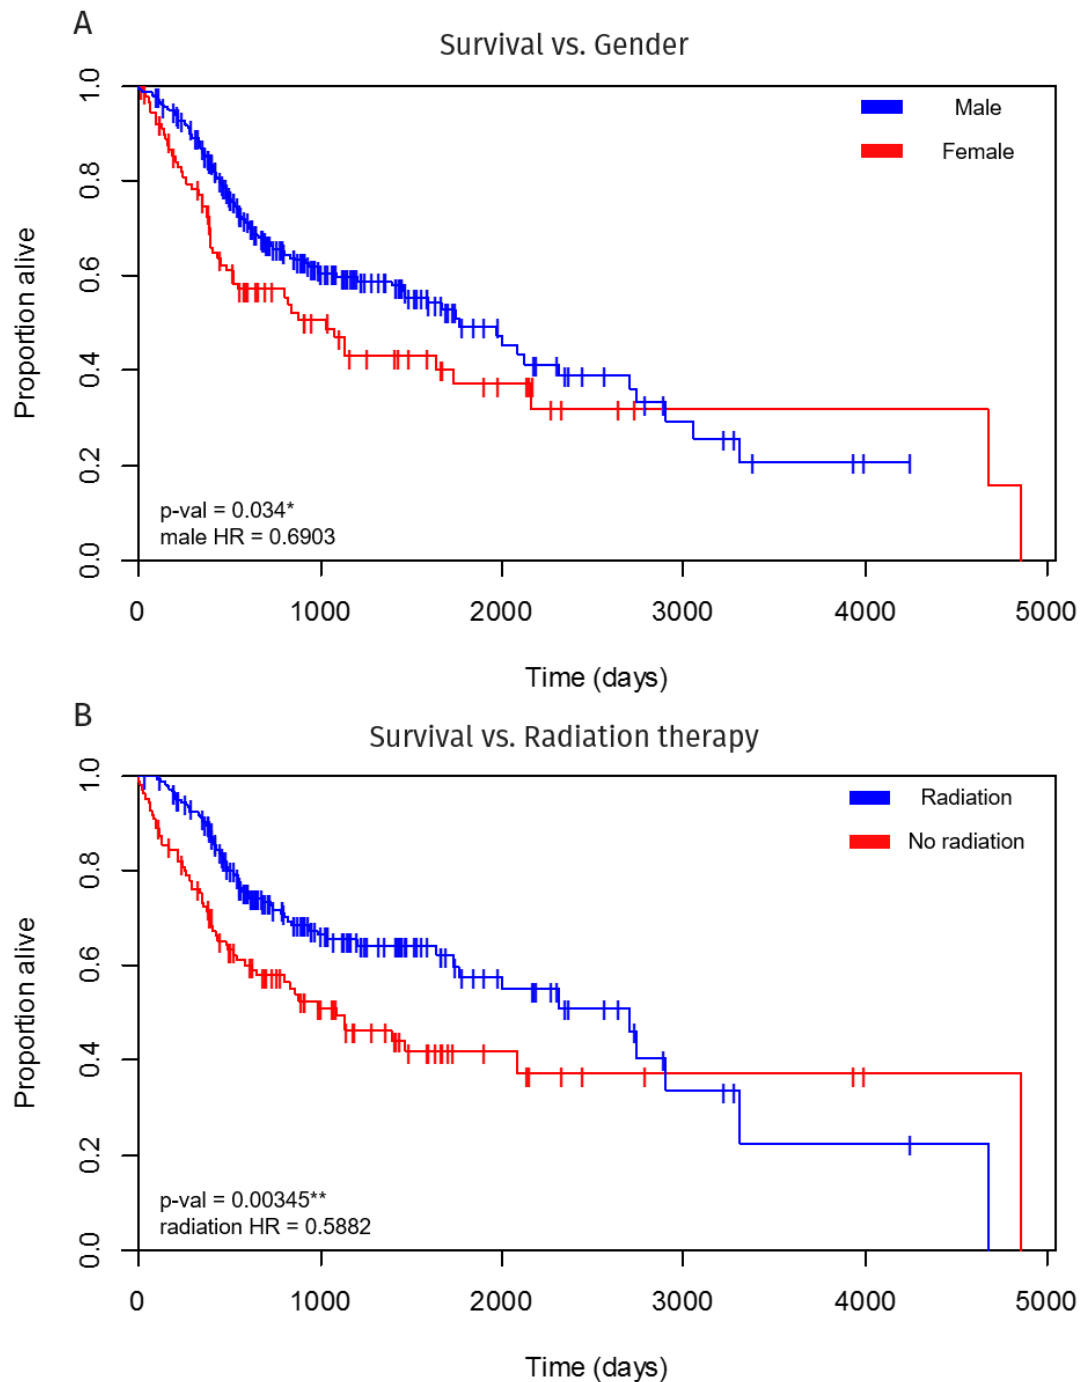 A
Survival vs. Gender
Proportion alive
1.0
0.8
0.6
0.4
0.2
0.0
Male
Female
p-val = 0.034*
male HR = 0.6903
0 1000 2000 3000 4000 5000
Time (days)
B
Survival vs. Radiation therapy
Proportion alive
1.0
0.8
0.6
0.4
0.2
0.0
Radiation
No radiation
p-val = 0.00345**
radiation HR = 0.5882
0 1000 2000 3000 4000 5000
Time (days)